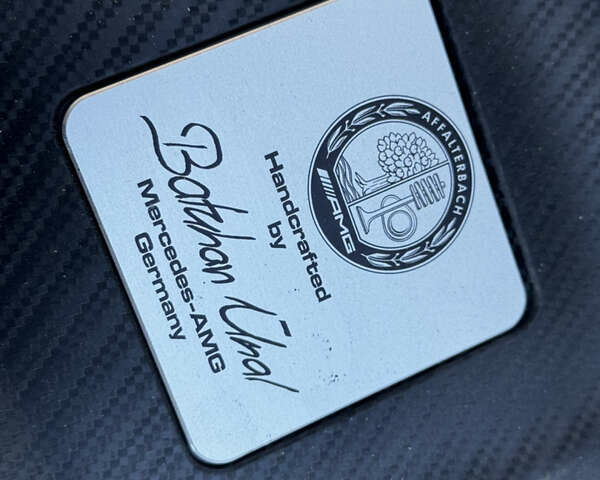 AFFALTERBACH
AMG
Handcrafted
by
Batuhan Ünal
Mercedes-AMG
Germany